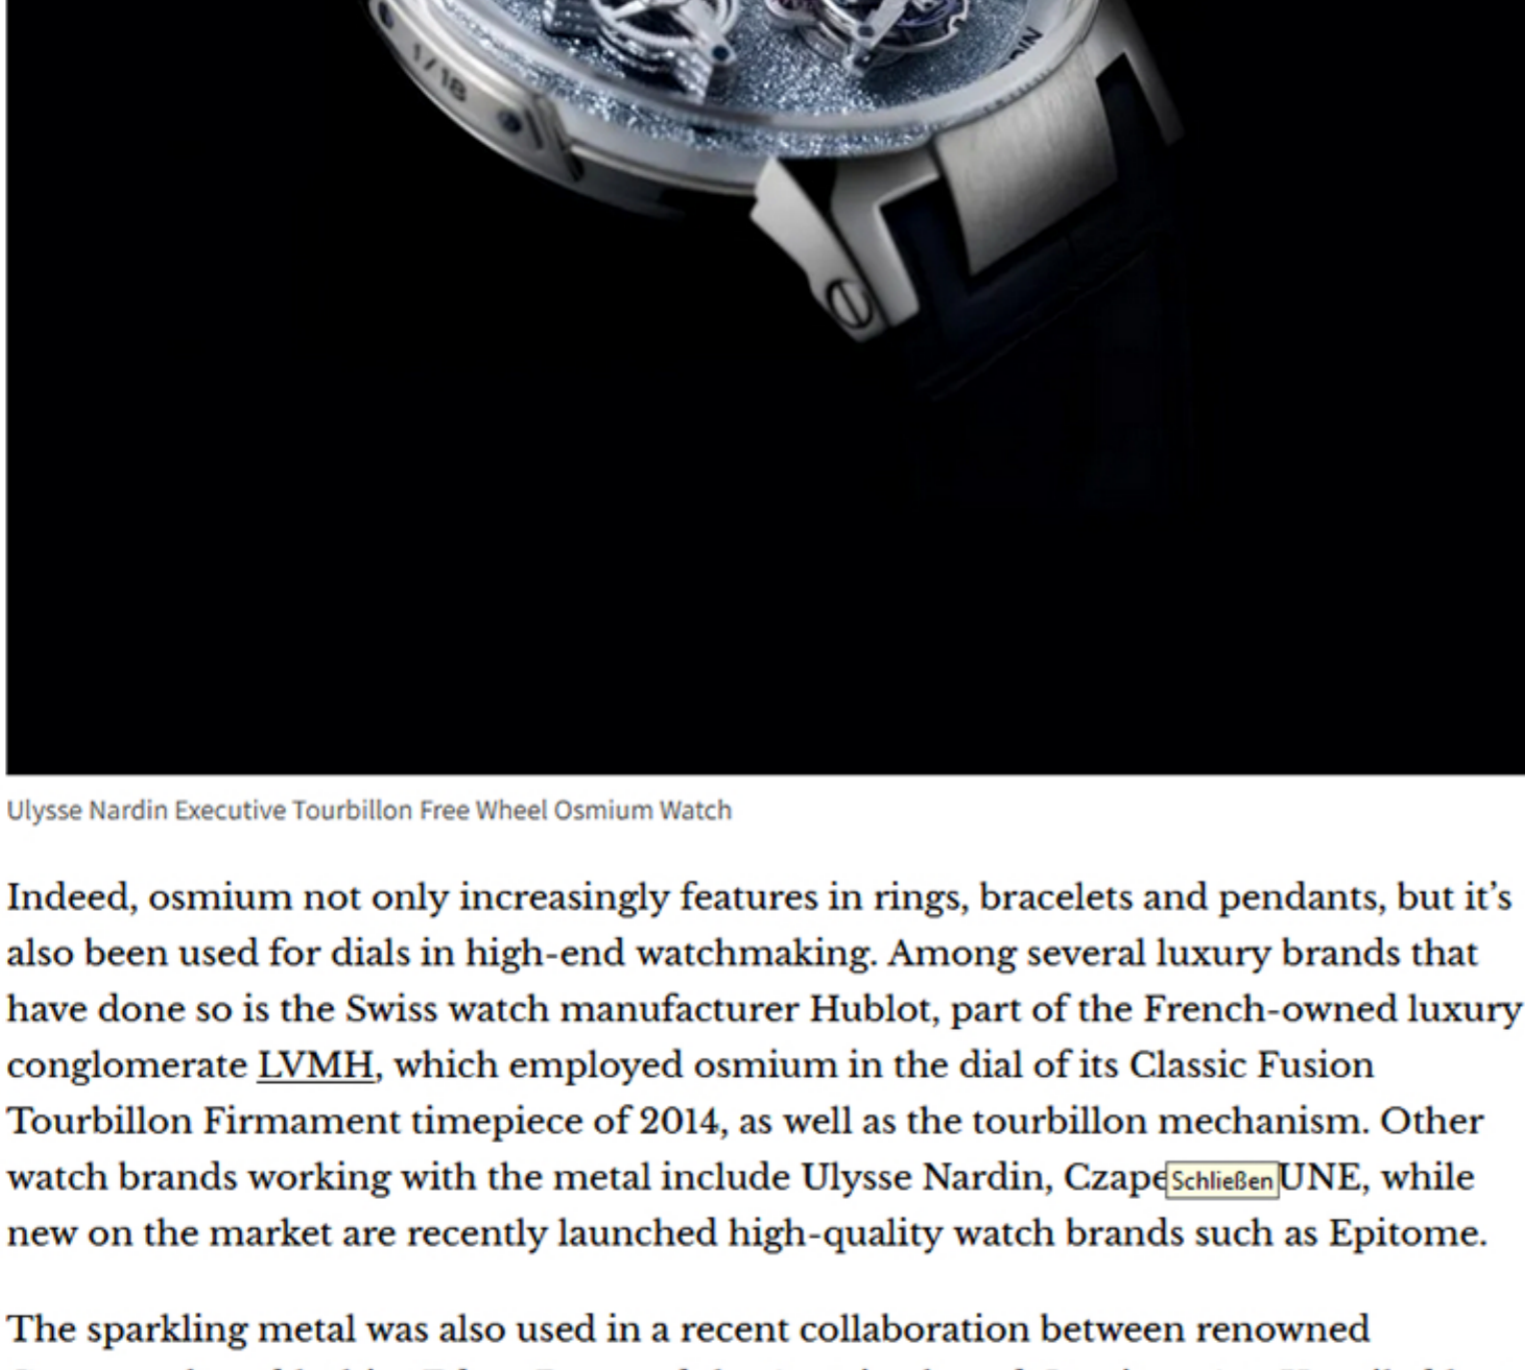 1/18
DIN
Ulysse Nardin Executive Tourbillon Free Wheel Osmium Watch
Indeed, osmium not only increasingly features in rings, bracelets and pendants, but it’s
also been used for dials in high-end watchmaking. Among several luxury brands that
have done so is the Swiss watch manufacturer Hublot, part of the French-owned luxury
conglomerate LVMH, which employed osmium in the dial of its Classic Fusion
Tourbillon Firmament timepiece of 2014, as well as the tourbillon mechanism. Other
watch brands working with the metal include Ulysse Nardin, Czape Schließen UNE, while
new on the market are recently launched high-quality watch brands such as Epitome.
The sparkling metal was also used in a recent collaboration between renowned